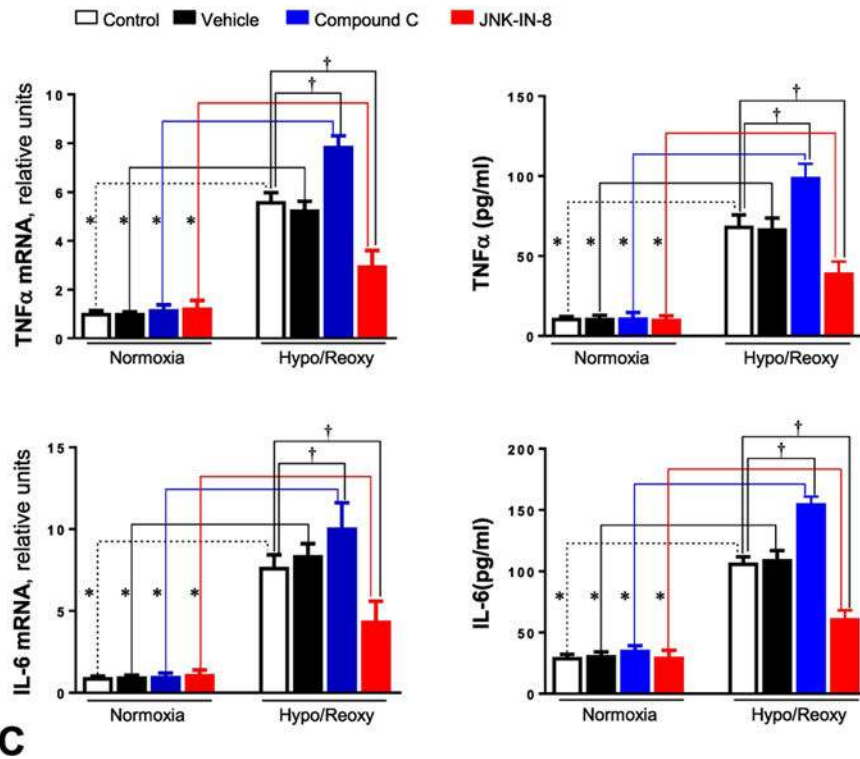 Control Vehicle Compound C JNK-IN-8
TNFα mRNA, relative units
10
8
6
4
2
0
* * * *
†
†
Normoxia Hypo/Reoxy
TNFα (pg/ml)
150
100
50
0
* * * *
†
†
Normoxia Hypo/Reoxy
IL-6 mRNA, relative units
15
10
5
0
* * * *
†
†
Normoxia Hypo/Reoxy
IL-6(pg/ml)
200
150
100
50
0
* * * *
†
†
Normoxia Hypo/Reoxy
C